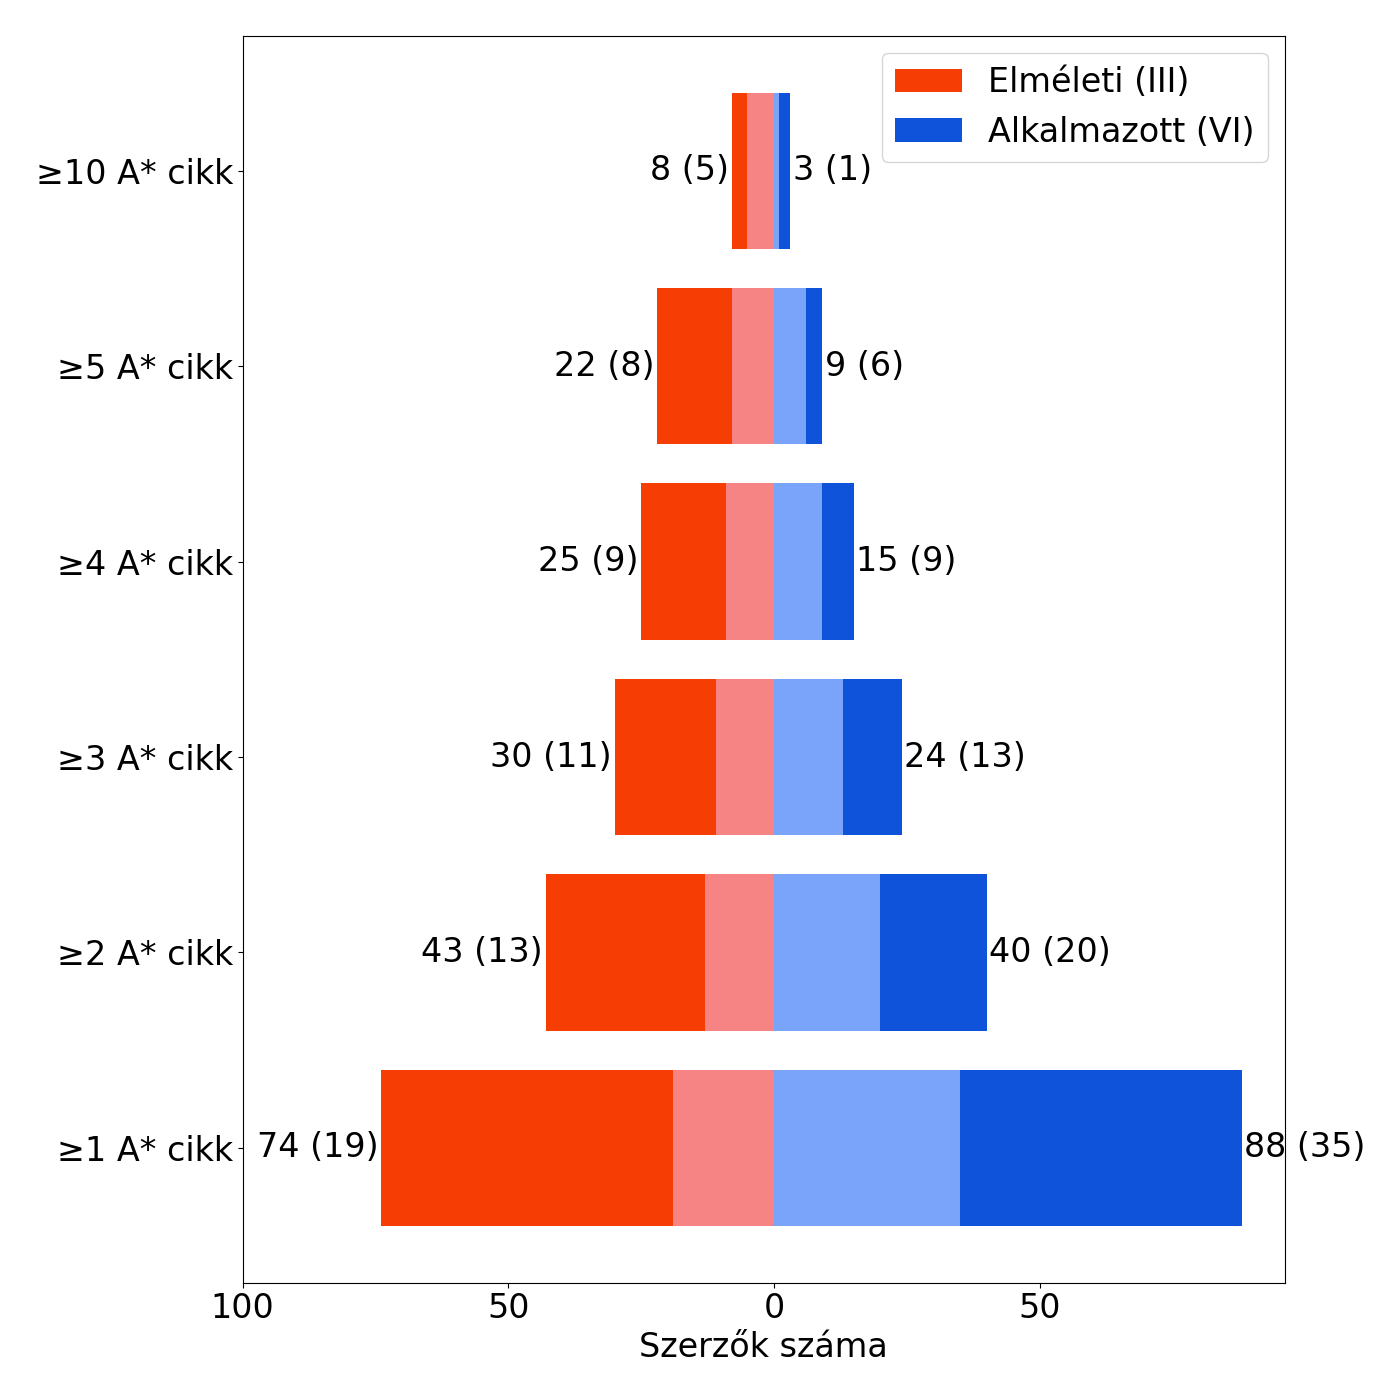 Elméleti (III)
Alkalmazott (VI)
≥10 A* cikk
8 (5)
3 (1)
≥5 A* cikk
22 (8)
9 (6)
≥4 A* cikk
25 (9)
15 (9)
≥3 A* cikk
30 (11)
24 (13)
≥2 A* cikk
43 (13)
40 (20)
≥1 A* cikk
74 (19)
88 (35)
100 50 0 50
Szerzők száma